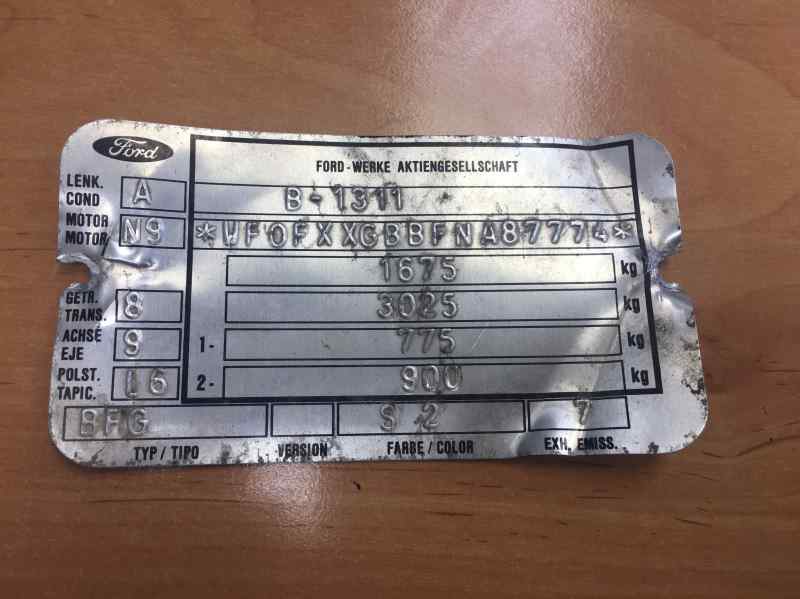 Ford
FORD-WERKE AKTIENGESELLSCHAFT
LENK.
COND A
B-1311
MOTOR
MOTOR N9
*WF0FXXGBBFNA87774*
1675 kg
GETR.
TRANS. 8
3025 kg
ACHSE
EJE 9
1- 775 kg
POLST.
TAPIC. L6
2- 900 kg
BFG S 2 7
TYP / TIPO VERSION FARBE / COLOR EXH. EMISS.